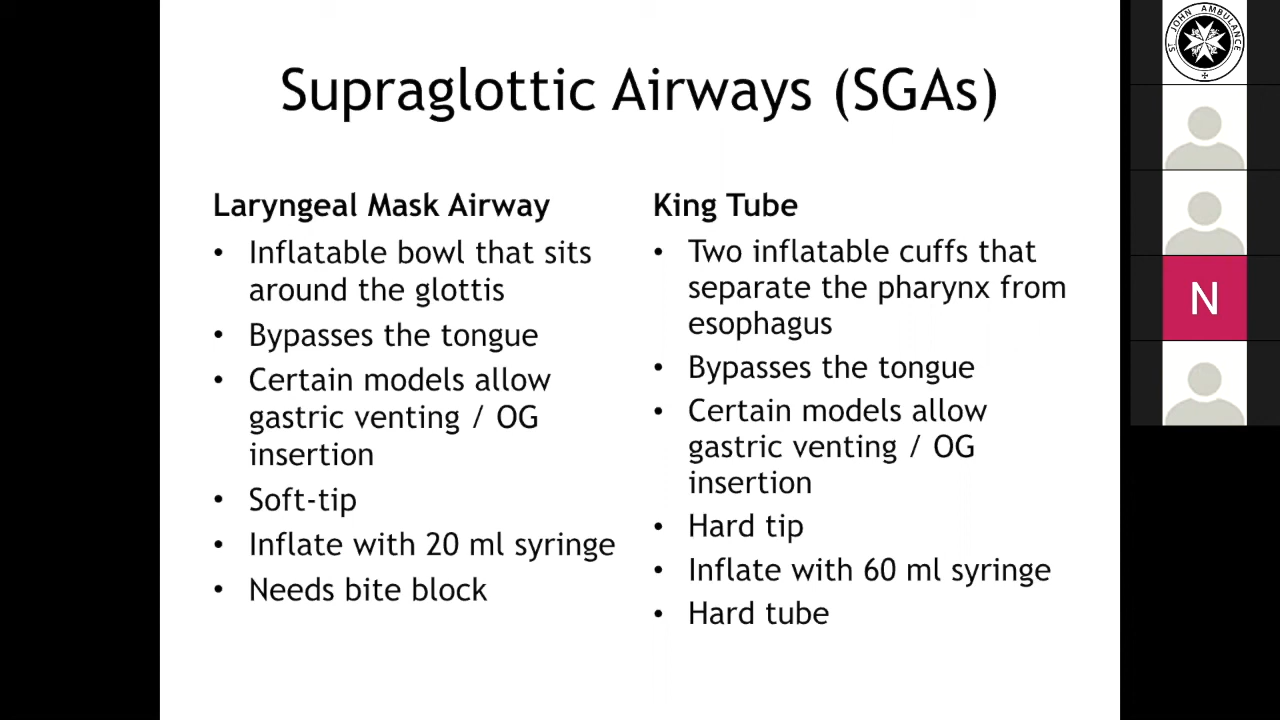 Supraglottic Airways (SGAs)
Laryngeal Mask Airway
• Inflatable bowl that sits
around the glottis
• Bypasses the tongue
• Certain models allow
gastric venting / OG
insertion
• Soft-tip
• Inflate with 20 ml syringe
• Needs bite block
King Tube
• Two inflatable cuffs that
separate the pharynx from
esophagus
• Bypasses the tongue
• Certain models allow
gastric venting / OG
insertion
• Hard tip
• Inflate with 60 ml syringe
• Hard tube
ST JOHN AMBULANCE
N